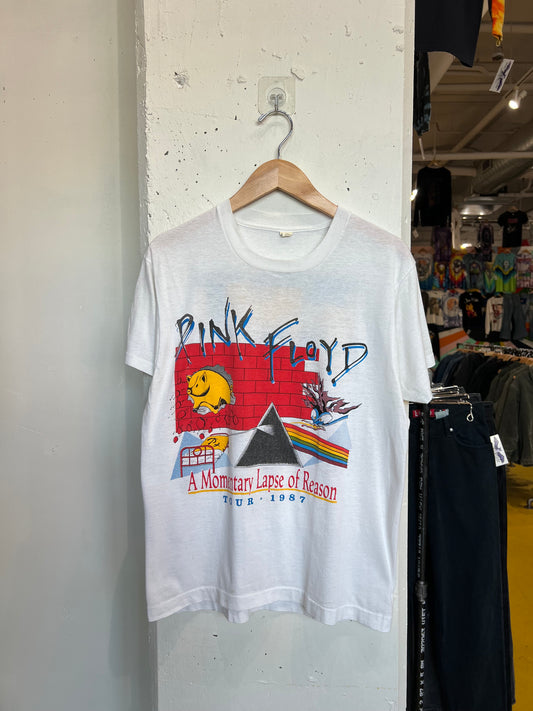 PINK FLOYD
A Momentary Lapse of Reason
TOUR · 1987